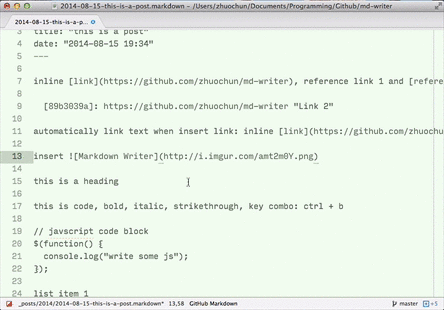 2014-08-15-this-is-a-post.markdown - /Users/zhuochun/Documents/Programming/Github/md-writer
2014-08-15-this-is-a-p...
3 title: "this is a post"
4 date: "2014-08-15 19:34"
5 ---
6
7 inline [link](https://github.com/zhuochun/md-writer), reference link 1 and [refere
8
9 [89b3039a]: https://github.com/zhuochun/md-writer "Link 2"
10
11 automatically link text when insert link: inline [link](https://github.com/zhuochu
12
13 insert ![Markdown Writer](http://i.imgur.com/amt2m0Y.png)
14
15 this is a heading
16
17 this is code, bold, italic, strikethrough, key combo: ctrl + b
18
19 // javscript code block
20 $(function() {
21 console.log("write some js");
22 });
23
24 list item 1
_posts/2014/2014-08-15-this-is-a-post.markdown* 13,58 GitHub Markdown master +5